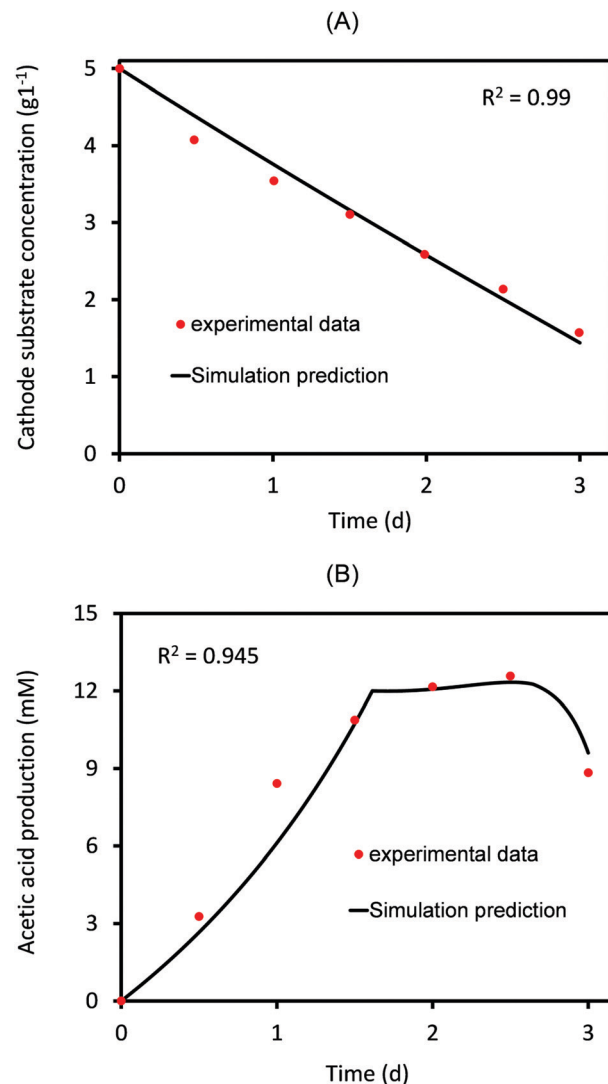 (A)
Cathode substrate concentration (g1⁻¹)
5
4
3
2
1
0
R² = 0.99
experimental data
Simulation prediction
0 1 2 3
Time (d)
(B)
Acetic acid production (mM)
15
12
9
6
3
0
R² = 0.945
experimental data
Simulation prediction
0 1 2 3
Time (d)